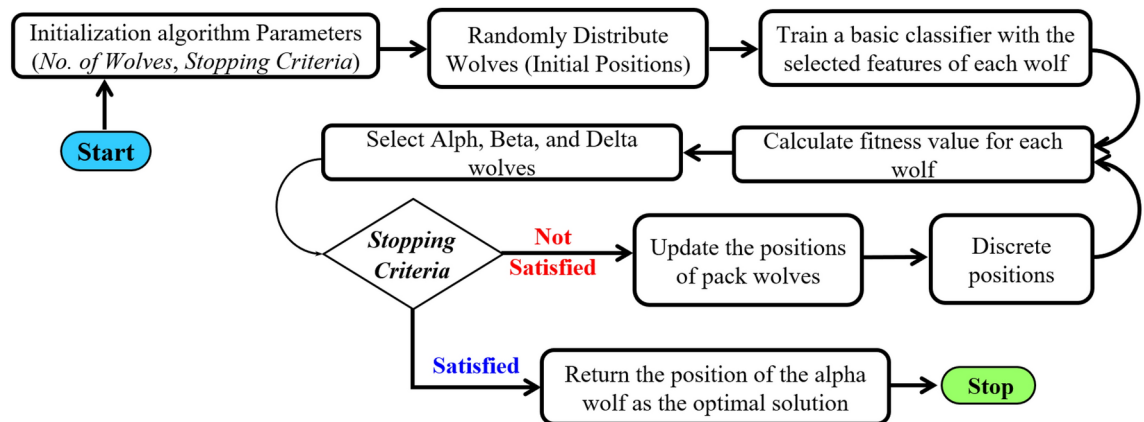 Initialization algorithm Parameters
(No. of Wolves, Stopping Criteria)
Randomly Distribute
Wolves (Initial Positions)
Train a basic classifier with the
selected features of each wolf
Start
Select Alph, Beta, and Delta
wolves
Calculate fitness value for each
wolf
Stopping
Criteria
Not
Satisfied
Update the positions
of pack wolves
Discrete
positions
Satisfied
Return the position of the alpha
wolf as the optimal solution
Stop